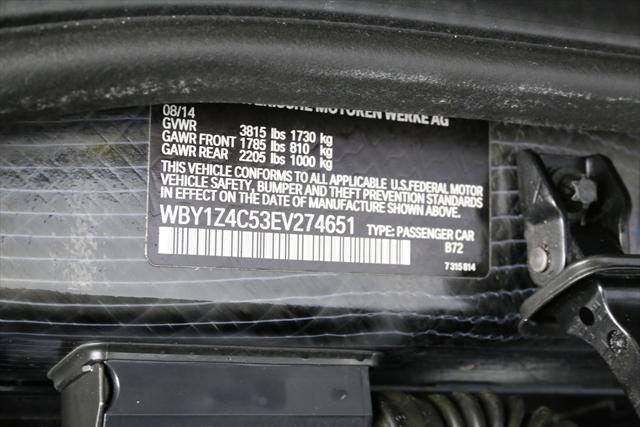 MOTOREN WERKE AG
08/14
GVWR 3815 lbs 1730 kg
GAWR FRONT 1785 lbs 810 kg
GAWR REAR 2205 lbs 1000 kg
THIS VEHICLE CONFORMS TO ALL APPLICABLE U.S.FEDERAL MOTOR
VEHICLE SAFETY, BUMPER, AND THEFT PREVENTION STANDARDS
IN EFFECT ON THE DATE OF MANUFACTURE SHOWN ABOVE.
WBY1Z4C53EV274651 TYPE: PASSENGER CAR
B72
7 315 814